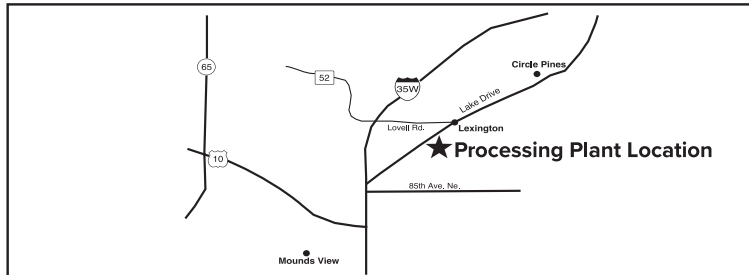 65
52
35W
Circle Pines
Lake Drive
Lovell Rd.
Lexington
Processing Plant Location
10
85th Ave. Ne.
Mounds View